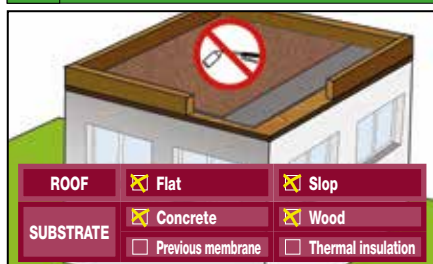 ROOF Flat Slop
SUBSTRATE Concrete Wood
Previous membrane Thermal insulation